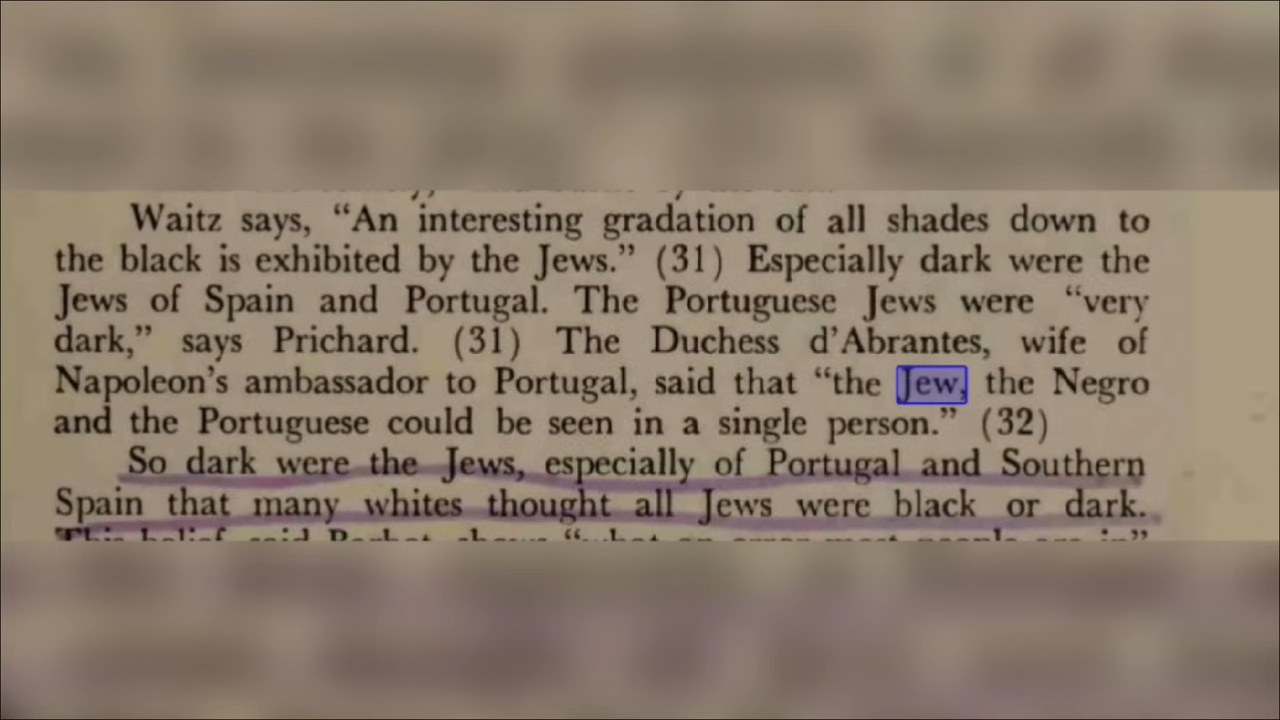 Waitz says, “An interesting gradation of all shades down to
the black is exhibited by the Jews.” (31) Especially dark were the
Jews of Spain and Portugal. The Portuguese Jews were “very
dark,” says Prichard. (31) The Duchess d’Abrantes, wife of
Napoleon’s ambassador to Portugal, said that “the Jew, the Negro
and the Portuguese could be seen in a single person.” (32)
So dark were the Jews, especially of Portugal and Southern
Spain that many whites thought all Jews were black or dark.